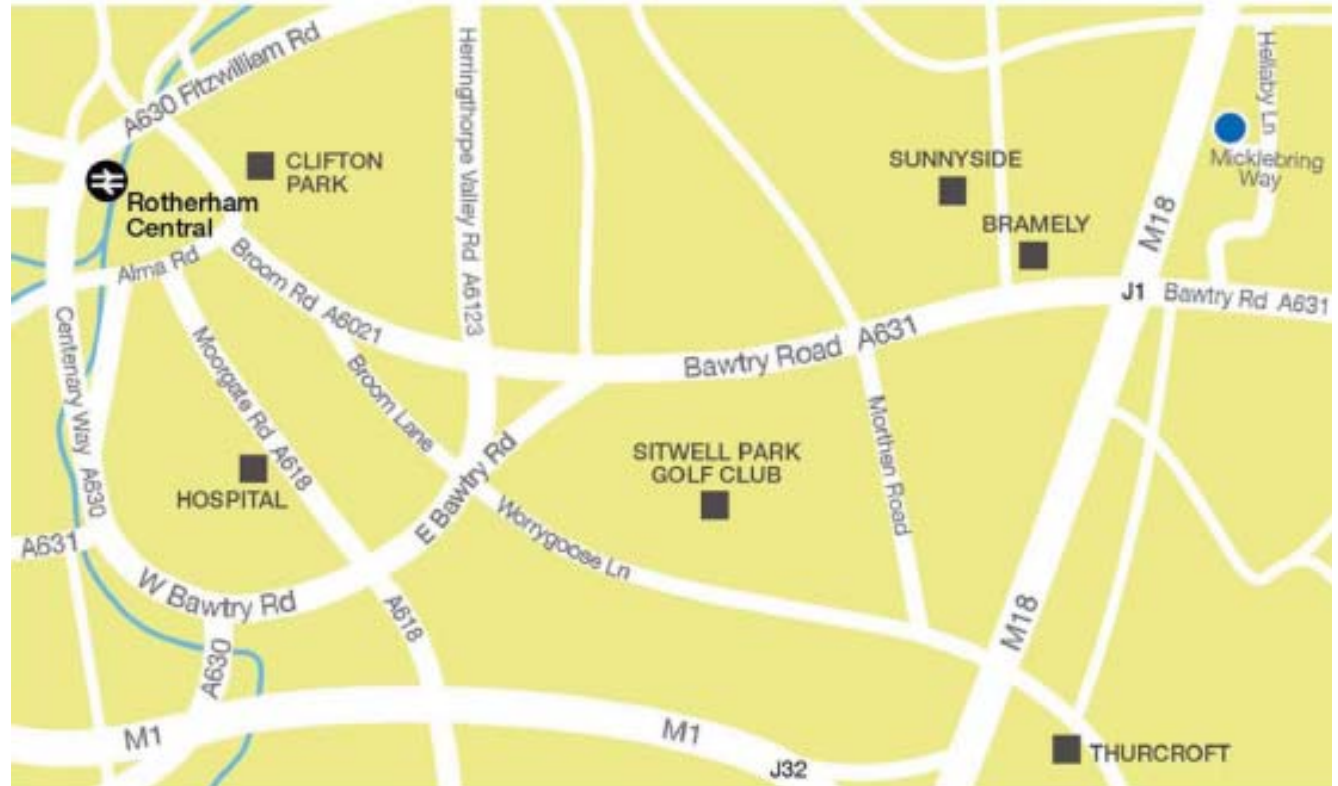 A630 Fitzwilliam Rd
Herringthorpe Valley Rd A6123
Hellaby Ln
CLIFTON
PARK
SUNNYSIDE
Micklebring
Way
Rotherham
Central
BRAMELY
M18
Alma Rd
Broom Rd A6021
J1
Bawtry Rd A631
Centenary Way A630
Moorgate Rd A618
Broom Lane
Bawtry Road A631
Morthen Road
SITWELL PARK
GOLF CLUB
HOSPITAL
E Bawtry Rd
Worrygoose Ln
A631
W Bawtry Rd
A618
M18
A630
M1
M1
J32
THURCROFT